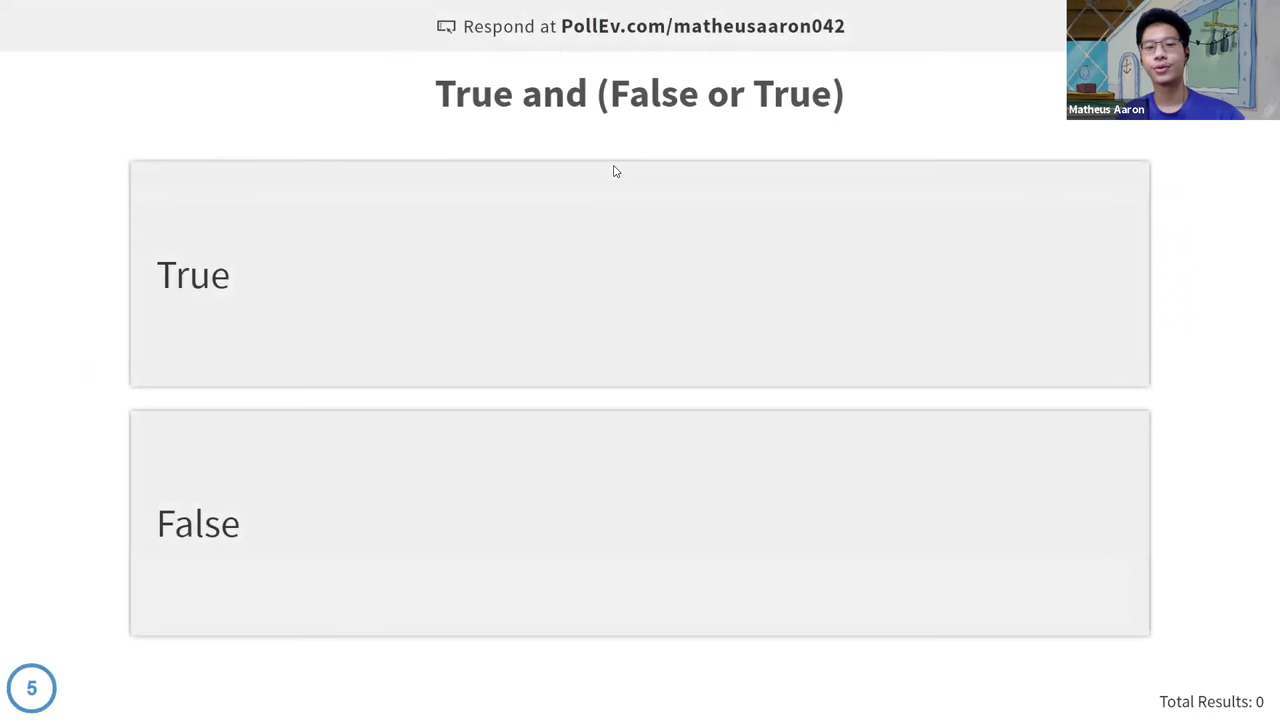 Respond at PollEv.com/matheusaaron042
True and (False or True)
Matheus Aaron
True
False
5
Total Results: 0